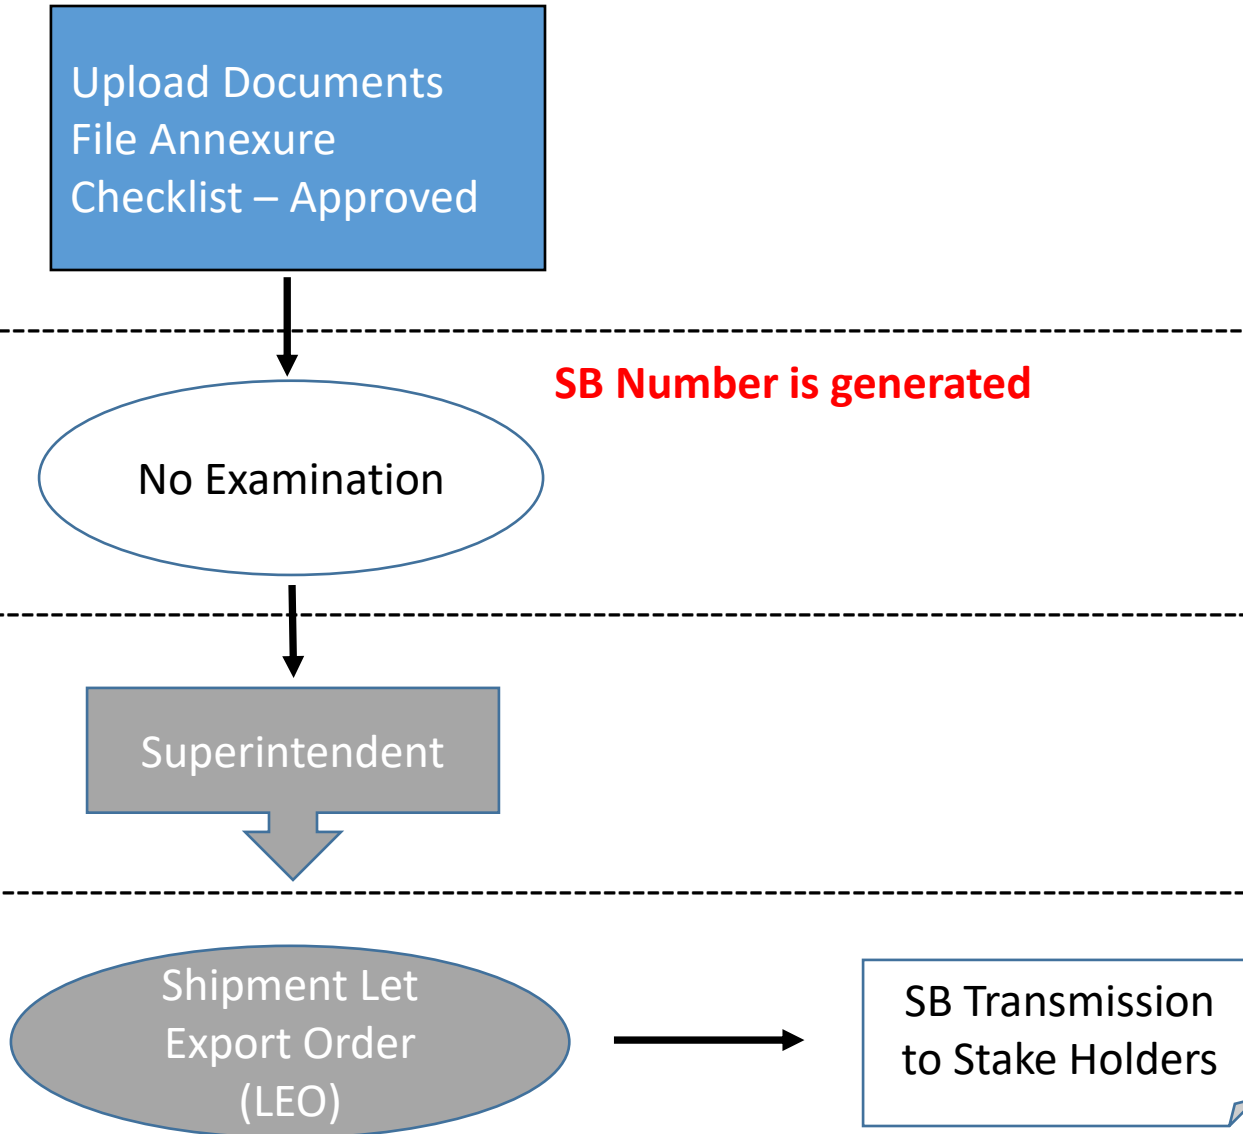 Upload Documents
File Annexure
Checklist – Approved
SB Number is generated
No Examination
Superintendent
Shipment Let
Export Order
(LEO)
SB Transmission
to Stake Holders